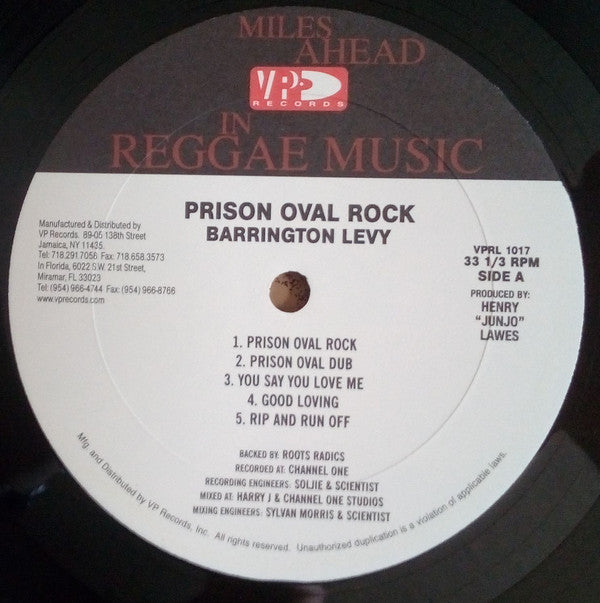 MILES
AHEAD
VP
RECORDS
IN
REGGAE MUSIC
PRISON OVAL ROCK
BARRINGTON LEVY
Manufactured & Distributed by
VP Records. 89-05 138th Street
Jamaica, NY 11435.
Tel: 718.291.7058 Fax: 718.658.3573
In Florida, 6022 S.W. 21st Street,
Miramar, FL 33023
Tel: (954) 966-4744 Fax: (954) 966-8766
www.vprecords.com
VPRL 1017
33 1/3 RPM
SIDE A
PRODUCED BY:
HENRY
"JUNJO"
LAWES
1. PRISON OVAL ROCK
2. PRISON OVAL DUB
3. YOU SAY YOU LOVE ME
4. GOOD LOVING
5. RIP AND RUN OFF
BACKED BY: ROOTS RADICS
RECORDED AT: CHANNEL ONE
RECORDING ENGINEERS: SOLJIE & SCIENTIST
MIXED AT: HARRY J & CHANNEL ONE STUDIOS
MIXING ENGINEERS: SYLVAN MORRIS & SCIENTIST
Mfg. and Distributed by VP Records, Inc. All rights reserved. Unauthorized duplication is a violation of applicable laws.